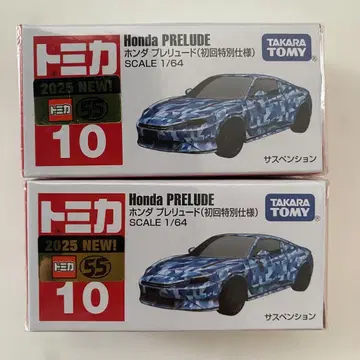 トミカ
2025 NEW!
トミカ 55
10
Honda PRELUDE
ホンダ プレリュード(初回特別仕様)
SCALE 1/64
TAKARA
TOMY
サスペンション
トミカ
2025 NEW!
トミカ 55
10
Honda PRELUDE
ホンダ プレリュード(初回特別仕様)
SCALE 1/64
TAKARA
TOMY
サスペンション